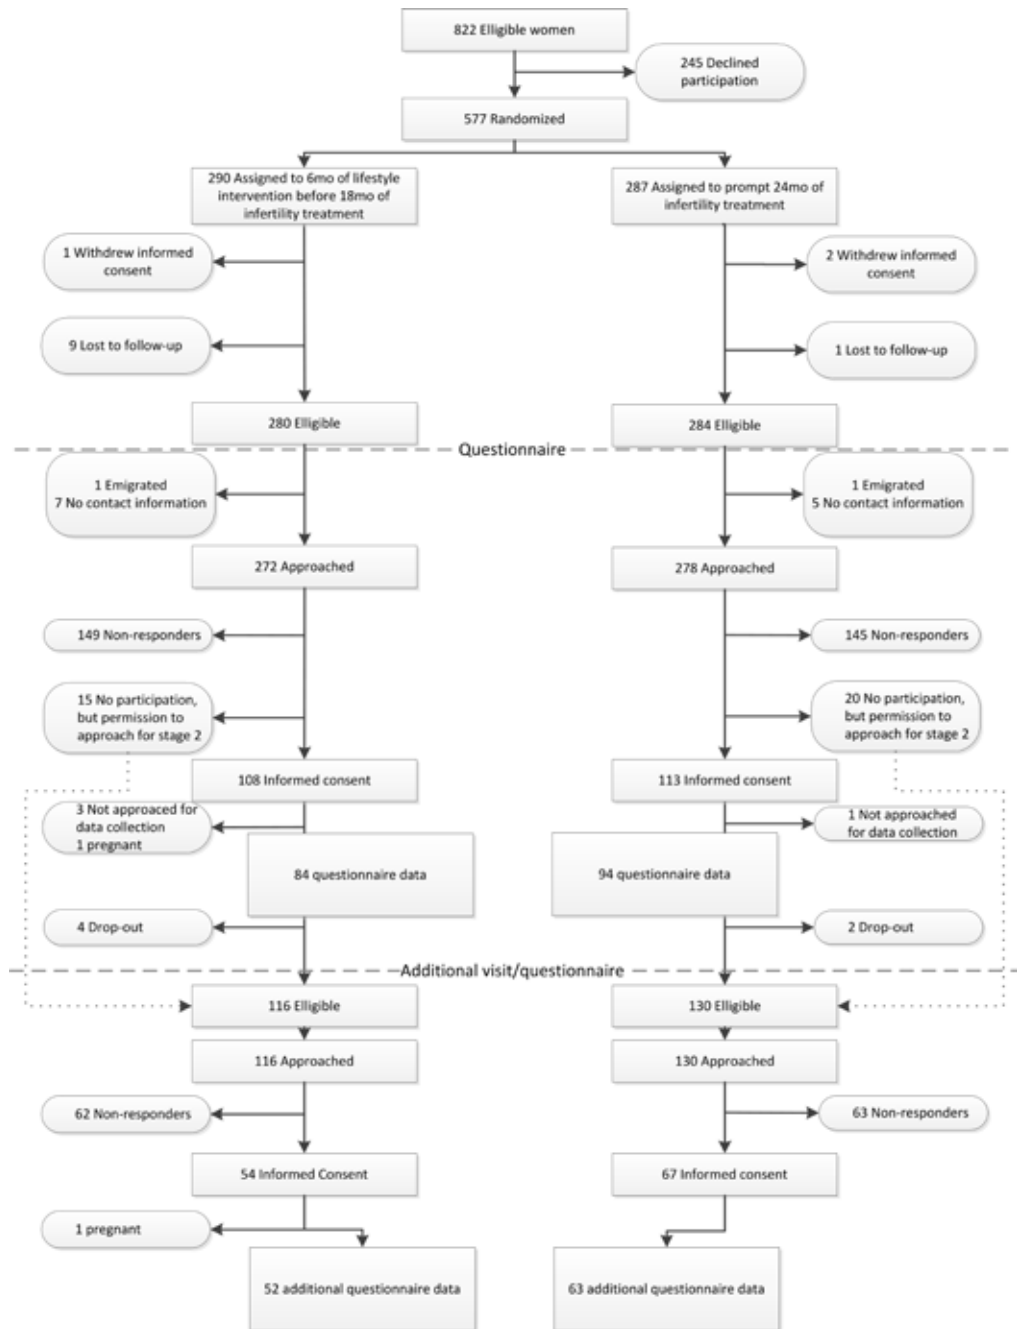 822 Elligible women
245 Declined
participation
577 Randomized
290 Assigned to 6mo of lifestyle
intervention before 18mo of
infertility treatment
287 Assigned to prompt 24mo of
infertility treatment
1 Withdrew informed
consent
2 Withdrew informed
consent
9 Lost to follow-up
1 Lost to follow-up
280 Elligible
284 Elligible
Questionnaire
1 Emigrated
7 No contact information
1 Emigrated
5 No contact information
272 Approached
278 Approached
149 Non-responders
145 Non-responders
15 No participation,
but permission to
approach for stage 2
20 No participation,
but permission to
approach for stage 2
108 Informed consent
113 Informed consent
3 Not approaced for
data collection
1 pregnant
1 Not approached
for data collection
84 questionnaire data
94 questionnaire data
4 Drop-out
2 Drop-out
Additional visit/questionnaire
116 Elligible
130 Elligible
116 Approached
130 Approached
62 Non-responders
63 Non-responders
54 Informed Consent
67 Informed consent
1 pregnant
52 additional questionnaire data
63 additional questionnaire data